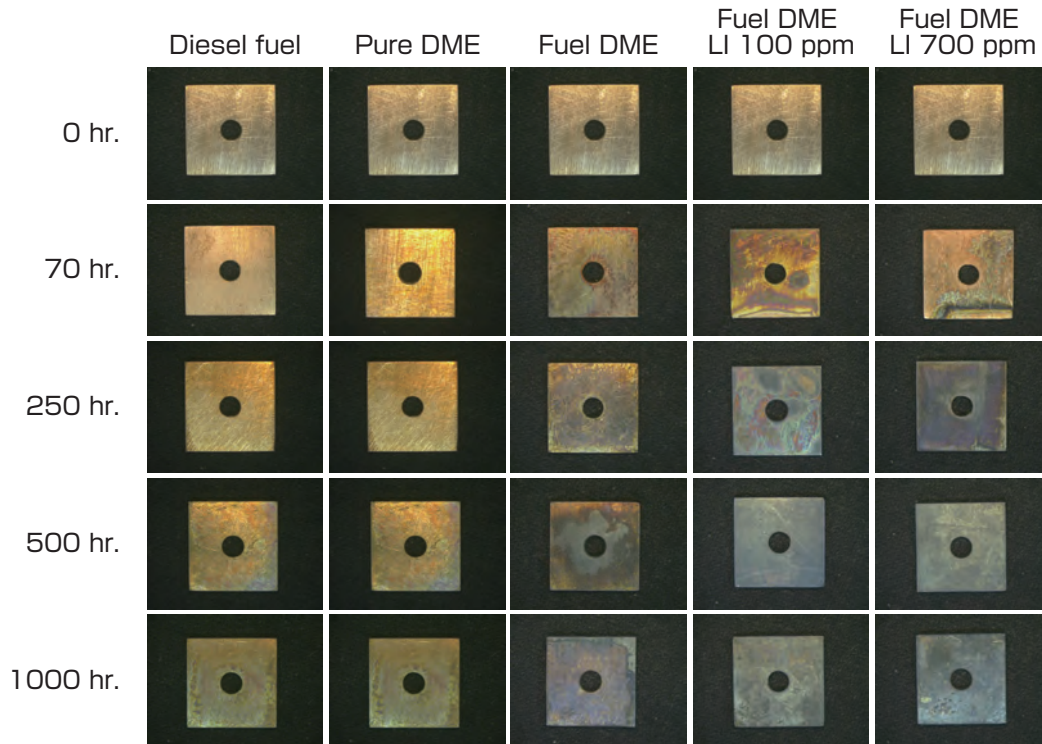 Diesel fuel
Pure DME
Fuel DME
Fuel DME
LI 100 ppm
Fuel DME
LI 700 ppm
0 hr.
70 hr.
250 hr.
500 hr.
1000 hr.